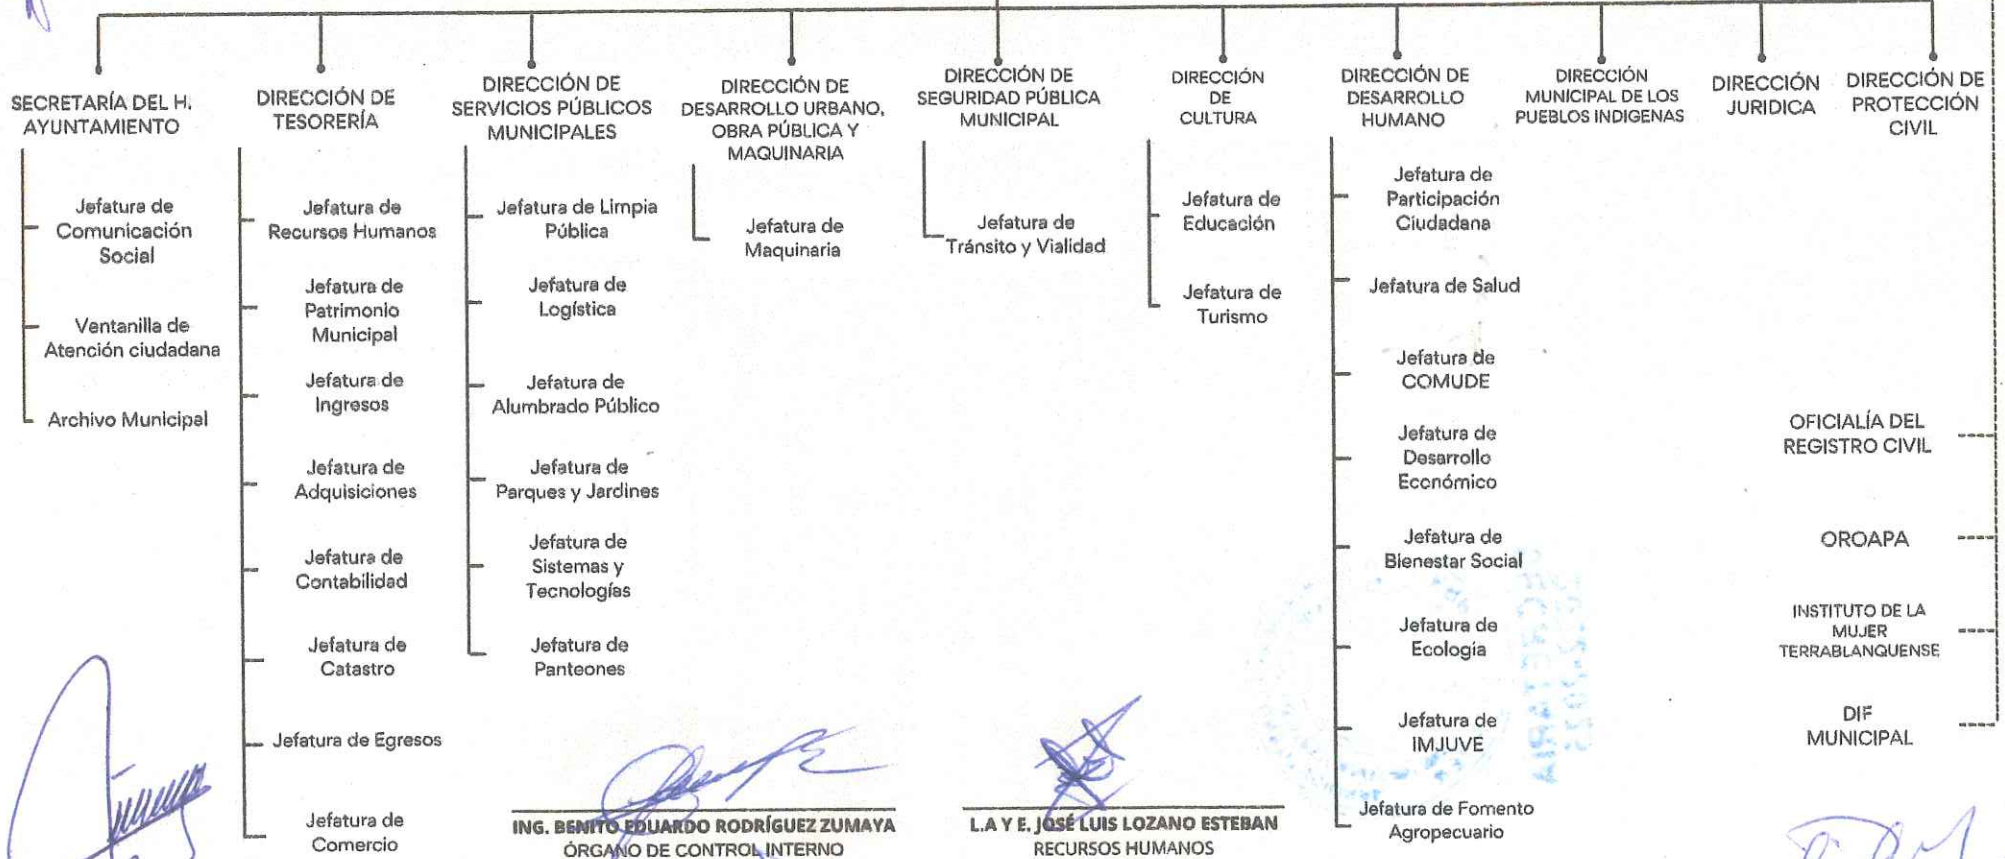 SECRETARÍA DEL H.
AYUNTAMIENTO
Jefatura de
Comunicación
Social
Ventanilla de
Atención ciudadana
Archivo Municipal
DIRECCIÓN DE
TESORERÍA
Jefatura de
Recursos Humanos
Jefatura de
Patrimonio
Municipal
Jefatura de
Ingresos
Jefatura de
Adquisiciones
Jefatura de
Contabilidad
Jefatura de
Catastro
Jefatura de Egresos
Jefatura de
Comercio
DIRECCIÓN DE
SERVICIOS PÚBLICOS
MUNICIPALES
Jefatura de Limpia
Pública
Jefatura de
Logística
Jefatura de
Alumbrado Público
Jefatura de
Parques y Jardines
Jefatura de
Sistemas y
Tecnologías
Jefatura de
Panteones
DIRECCIÓN DE
DESARROLLO URBANO,
OBRA PÚBLICA Y
MAQUINARIA
Jefatura de
Maquinaria
DIRECCIÓN DE
SEGURIDAD PÚBLICA
MUNICIPAL
Jefatura de
Tránsito y Vialidad
DIRECCIÓN
DE
CULTURA
Jefatura de
Educación
Jefatura de
Turismo
DIRECCIÓN DE
DESARROLLO
HUMANO
Jefatura de
Participación
Ciudadana
Jefatura de Salud
Jefatura de
COMUDE
Jefatura de
Desarrollo
Económico
Jefatura de
Bienestar Social
Jefatura de
Ecología
Jefatura de
IMJUVE
Jefatura de Fomento
Agropecuario
DIRECCIÓN
MUNICIPAL DE LOS
PUEBLOS INDIGENAS
DIRECCIÓN
JURIDICA
DIRECCIÓN DE
PROTECCIÓN
CIVIL
OFICIALÍA DEL
REGISTRO CIVIL
OROAPA
INSTITUTO DE LA
MUJER
TERRABLANQUENSE
DIF
MUNICIPAL
ING. BENITO EDUARDO RODRÍGUEZ ZUMAYA
ÓRGANO DE CONTROL INTERNO
L.A Y E. JOSÉ LUIS LOZANO ESTEBAN
RECURSOS HUMANOS